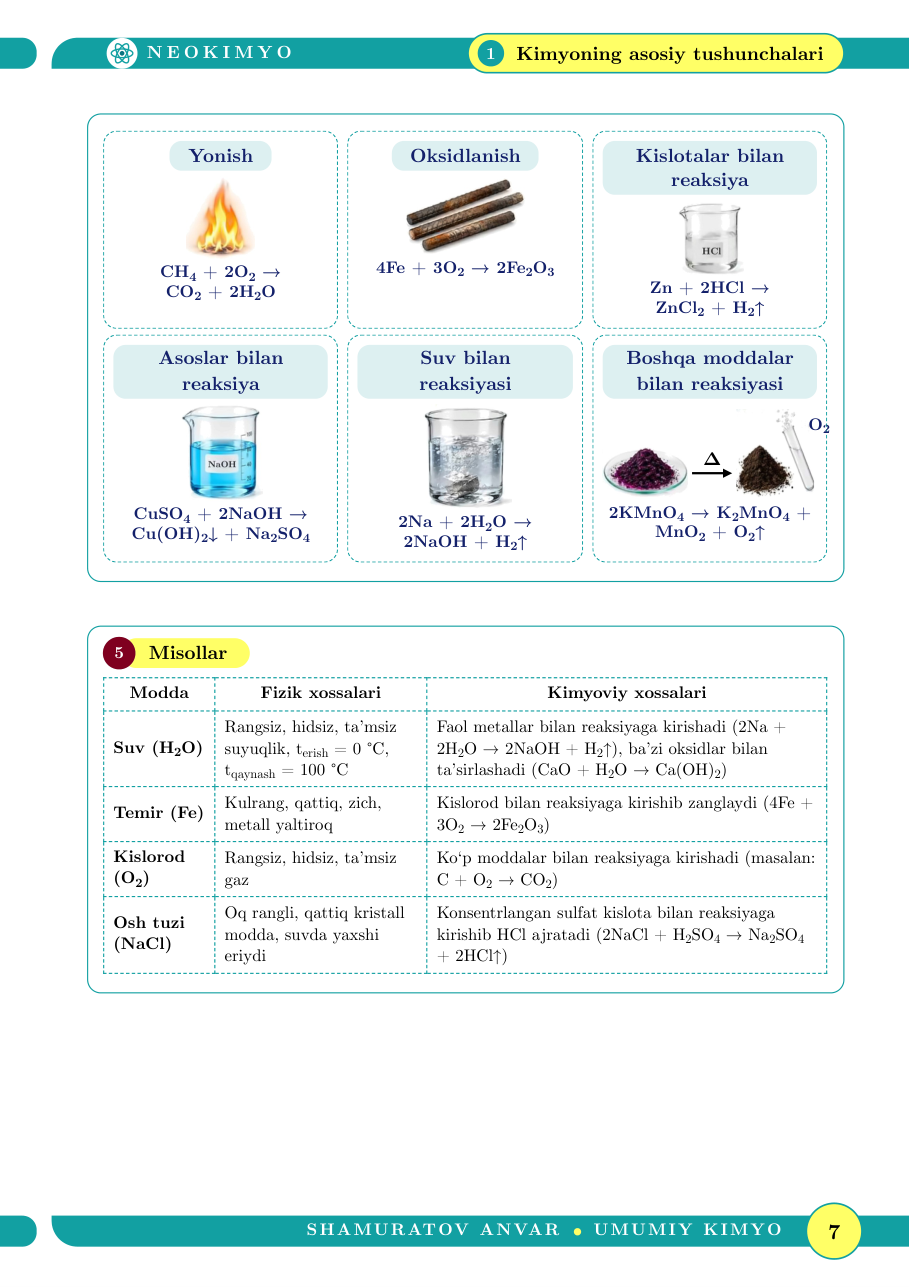 NEOKIMYO
1 Kimyoning asosiy tushunchalari
Yonish
CH₄ + 2O₂ →
CO₂ + 2H₂O
Oksidlanish
4Fe + 3O₂ → 2Fe₂O₃
Kislotalar bilan
reaksiya
HCl
Zn + 2HCl →
ZnCl₂ + H₂↑
Asoslar bilan
reaksiya
NaOH
CuSO₄ + 2NaOH →
Cu(OH)₂↓ + Na₂SO₄
Suv bilan
reaksiyasi
2Na + 2H₂O →
2NaOH + H₂↑
Boshqa moddalar
bilan reaksiyasi
O₂
Δ
2KMnO₄ → K₂MnO₄ +
MnO₂ + O₂↑
5 Misollar
Modda Fizik xossalari Kimyoviy xossalari
Suv (H₂O)
Rangsiz, hidsiz, ta’msiz
suyuqlik, t_erish = 0 °C,
t_qaynash = 100 °C
Faol metallar bilan reaksiyaga kirishadi (2Na +
2H₂O → 2NaOH + H₂↑), ba’zi oksidlar bilan
ta’sirlashadi (CaO + H₂O → Ca(OH)₂)
Temir (Fe)
Kulrang, qattiq, zich,
metall yaltiroq
Kislorod bilan reaksiyaga kirishib zanglaydi (4Fe +
3O₂ → 2Fe₂O₃)
Kislorod
(O₂)
Rangsiz, hidsiz, ta’msiz
gaz
Ko‘p moddalar bilan reaksiyaga kirishadi (masalan:
C + O₂ → CO₂)
Osh tuzi
(NaCl)
Oq rangli, qattiq kristall
modda, suvda yaxshi
eriydi
Konsentrlangan sulfat kislota bilan reaksiyaga
kirishib HCl ajratadi (2NaCl + H₂SO₄ → Na₂SO₄
+ 2HCl↑)
SHAMURATOV ANVAR • UMUMIY KIMYO
7